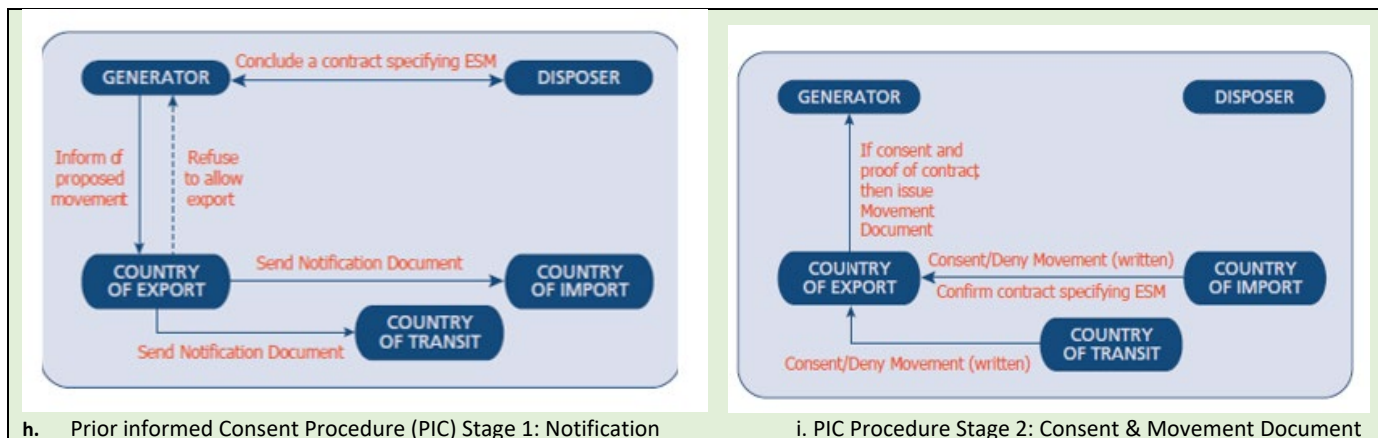 Conclude a contract specifying ESM
GENERATOR
DISPOSER
Inform of
proposed
movement
Refuse
to allow
export
COUNTRY
OF EXPORT
Send Notification Document
COUNTRY
OF IMPORT
COUNTRY
OF TRANSIT
Send Notification Document
h. Prior informed Consent Procedure (PIC) Stage 1: Notification
GENERATOR
DISPOSER
If consent and
proof of contract,
then issue
Movement
Document
COUNTRY
OF EXPORT
Consent/Deny Movement (written)
Confirm contract specifying ESM
COUNTRY
OF IMPORT
COUNTRY
OF TRANSIT
Consent/Deny Movement (written)
i. PIC Procedure Stage 2: Consent & Movement Document